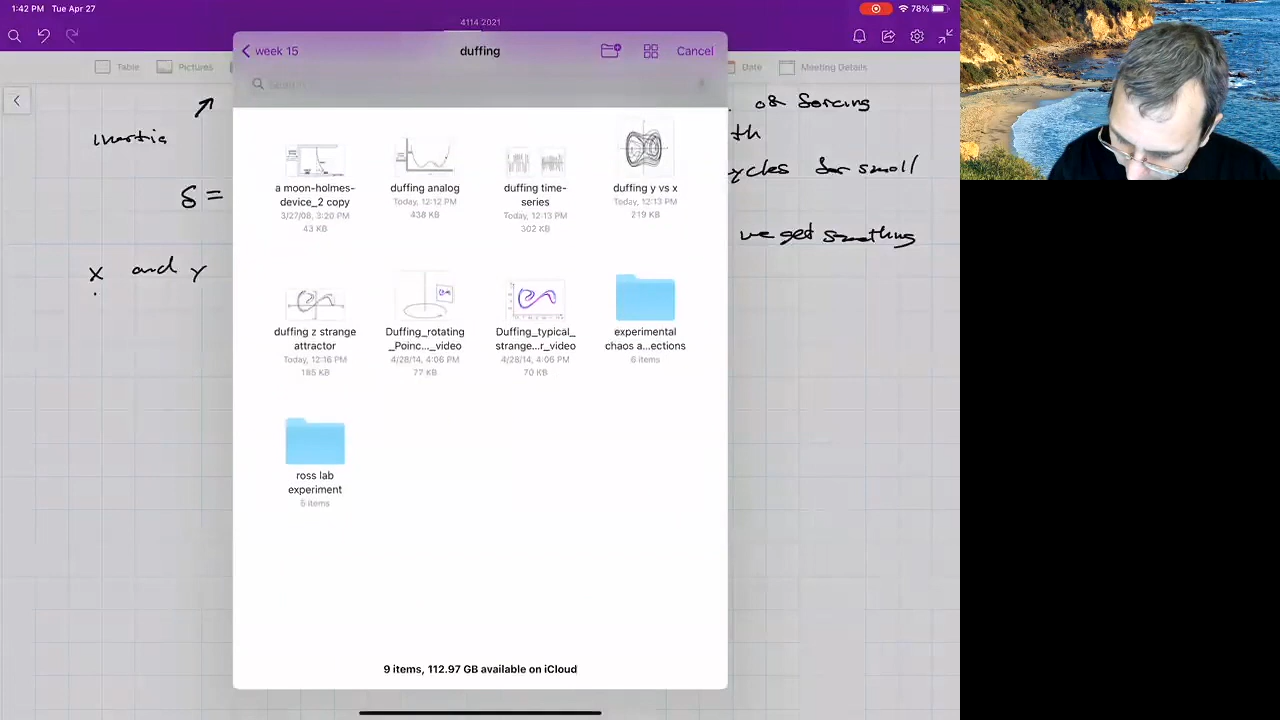 1:42 PM Tue Apr 27
78%
4114 2021
week 15
duffing
Cancel
Search
Table
Pictures
Date
Meeting Details
of forcing
inertia
th
ycles for small
δ =
we get something
x and y
a moon-holmes-
device_2 copy
3/27/08, 3:20 PM
43 KB
duffing analog
Today, 12:12 PM
438 KB
duffing time-
series
Today, 12:13 PM
302 KB
duffing y vs x
Today, 12:13 PM
219 KB
duffing z strange
attractor
Today, 12:16 PM
185 KB
Duffing_rotating
_Poinc..._video
4/28/14, 4:06 PM
77 KB
Duffing_typical_
strange...r_video
4/28/14, 4:06 PM
70 KB
experimental
chaos a...ections
6 items
ross lab
experiment
5 items
9 items, 112.97 GB available on iCloud